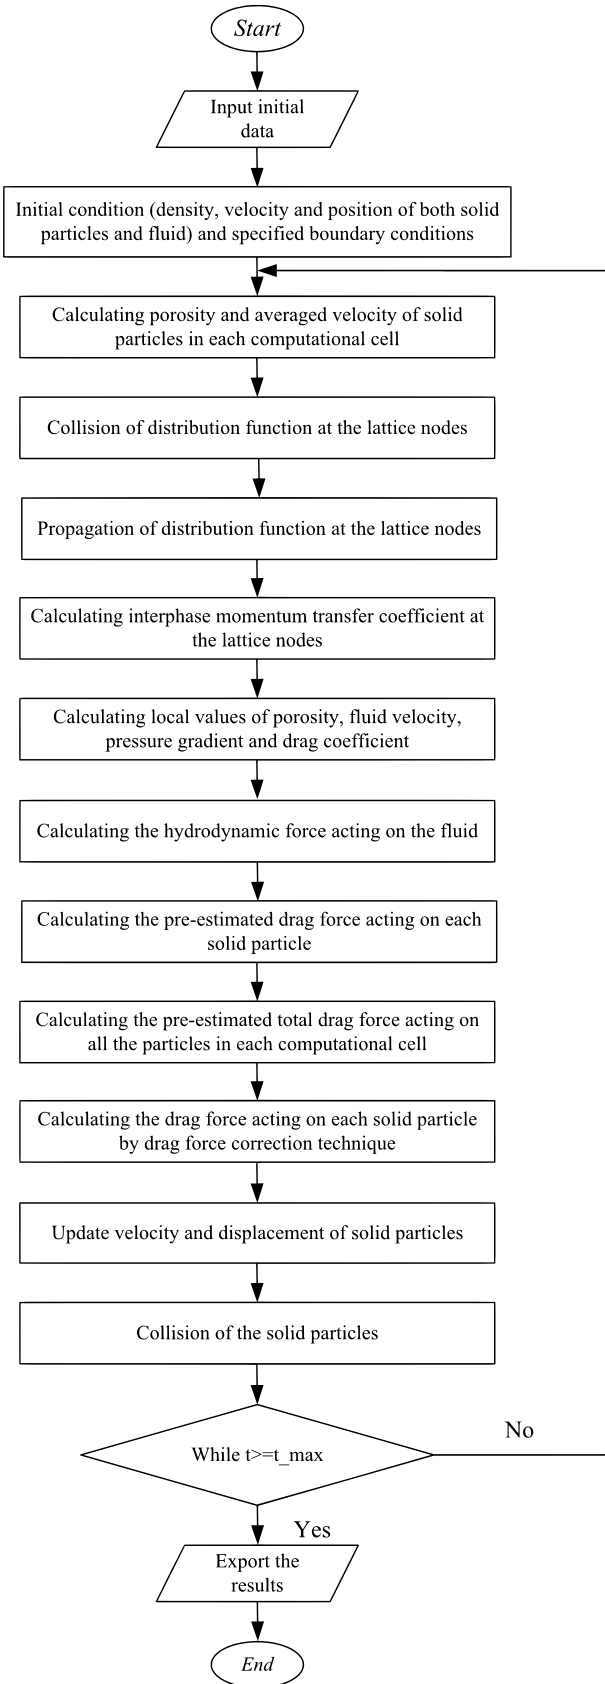 Start
Input initial
data
Initial condition (density, velocity and position of both solid
particles and fluid) and specified boundary conditions
Calculating porosity and averaged velocity of solid
particles in each computational cell
Collision of distribution function at the lattice nodes
Propagation of distribution function at the lattice nodes
Calculating interphase momentum transfer coefficient at
the lattice nodes
Calculating local values of porosity, fluid velocity,
pressure gradient and drag coefficient
Calculating the hydrodynamic force acting on the fluid
Calculating the pre-estimated drag force acting on each
solid particle
Calculating the pre-estimated total drag force acting on
all the particles in each computational cell
Calculating the drag force acting on each solid particle
by drag force correction technique
Update velocity and displacement of solid particles
Collision of the solid particles
No
While t>=t_max
Yes
Export the
results
End